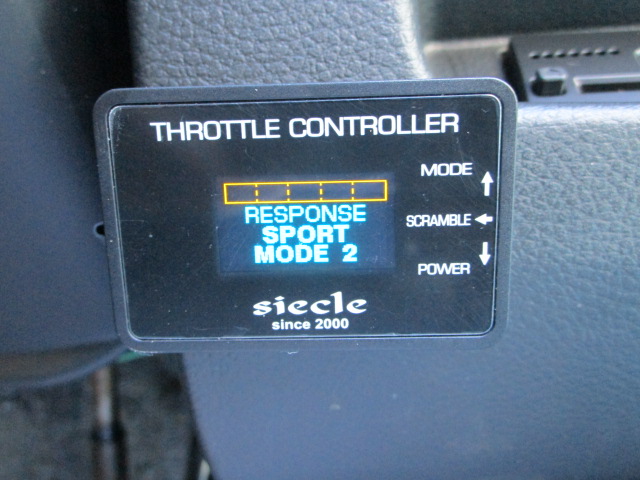 THROTTLE CONTROLLER
MODE
RESPONSE
SPORT
MODE 2
SCRAMBLE
POWER
siecle
since 2000